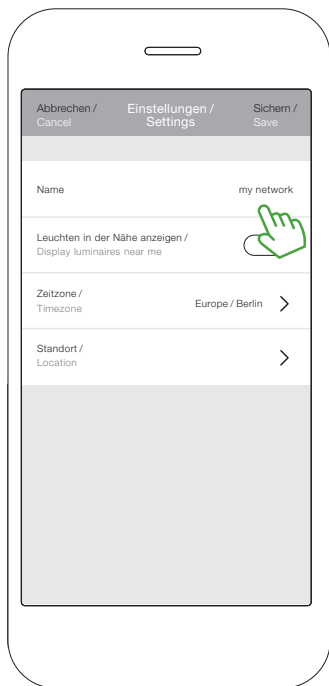 Abbrechen / Einstellungen / Sichern /
Cancel Settings Save
Name my network
Leuchten in der Nähe anzeigen /
Display luminaires near me
Zeitzone /
Timezone Europe / Berlin
Standort /
Location